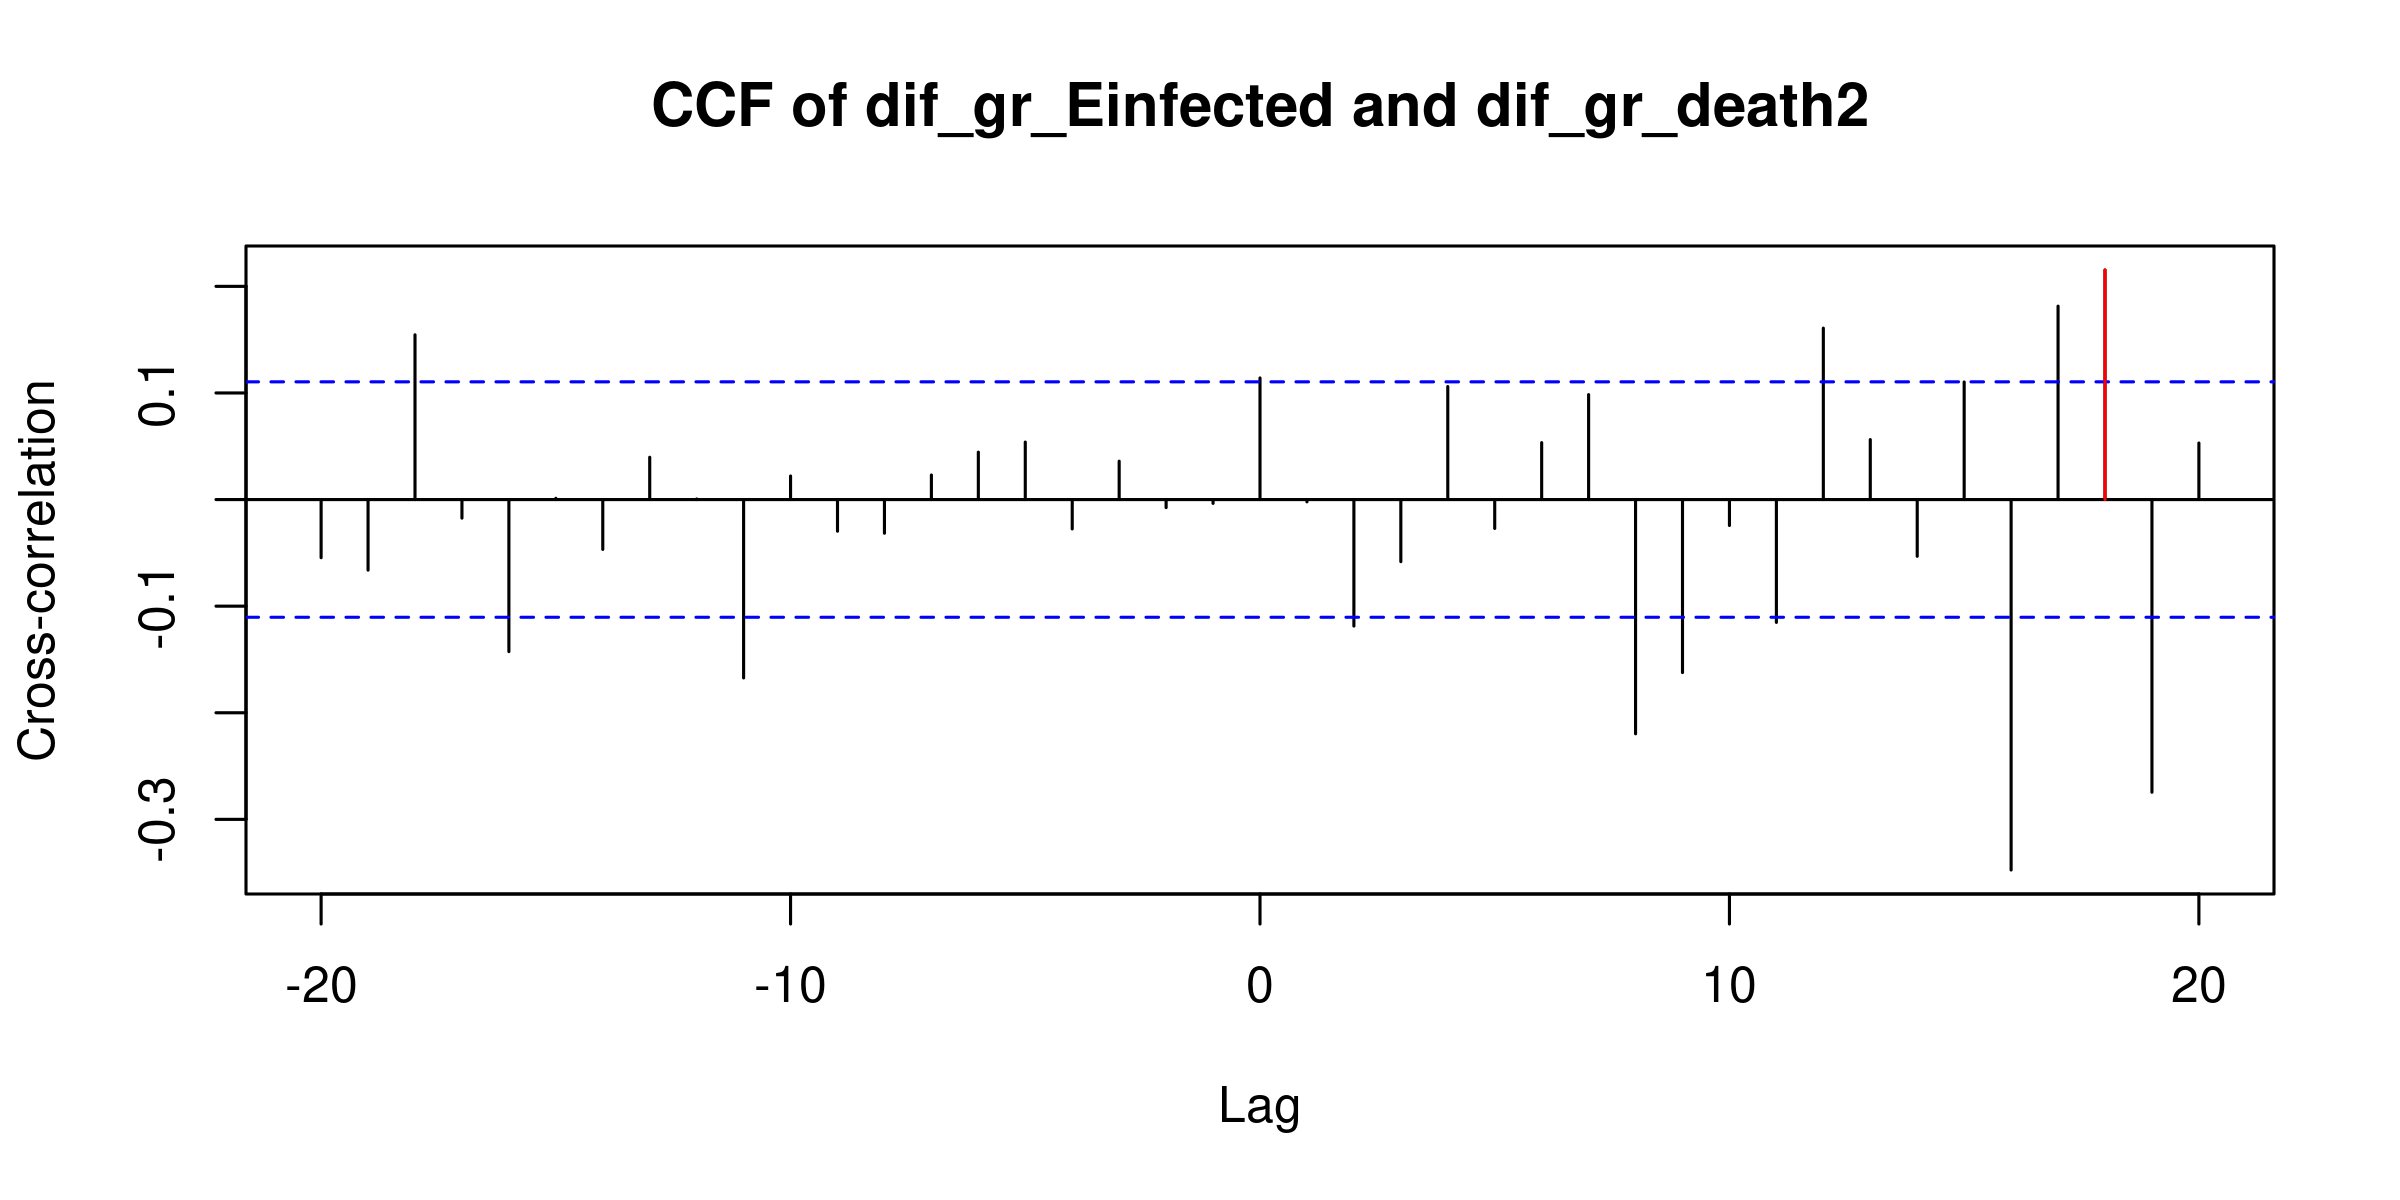 CCF of dif_gr_Einfected and dif_gr_death2
Cross-correlation
0.1
-0.1
-0.3
-20 -10 0 10 20
Lag